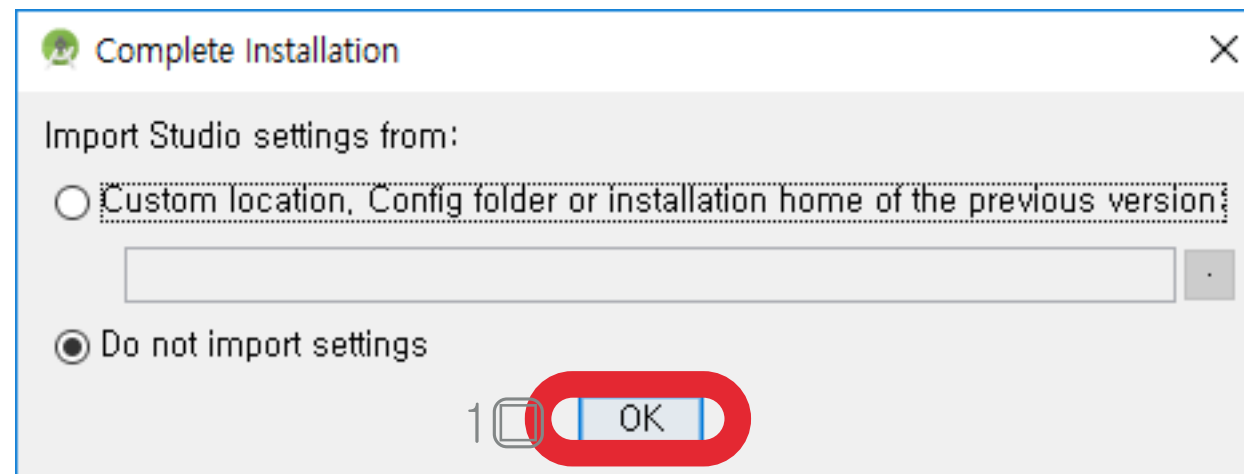 Complete Installation
Import Studio settings from:
Custom location. Config folder or installation home of the previous version:
Do not import settings
1 OK